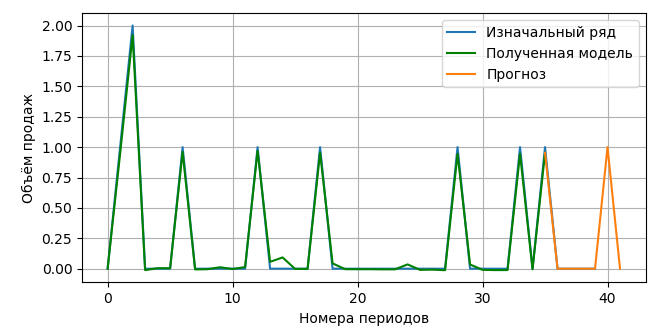 2.00
1.75
1.50
1.25
1.00
0.75
0.50
0.25
0.00
Объём продаж
Изначальный ряд
Полученная модель
Прогноз
0
10
20
30
40
Номера периодов